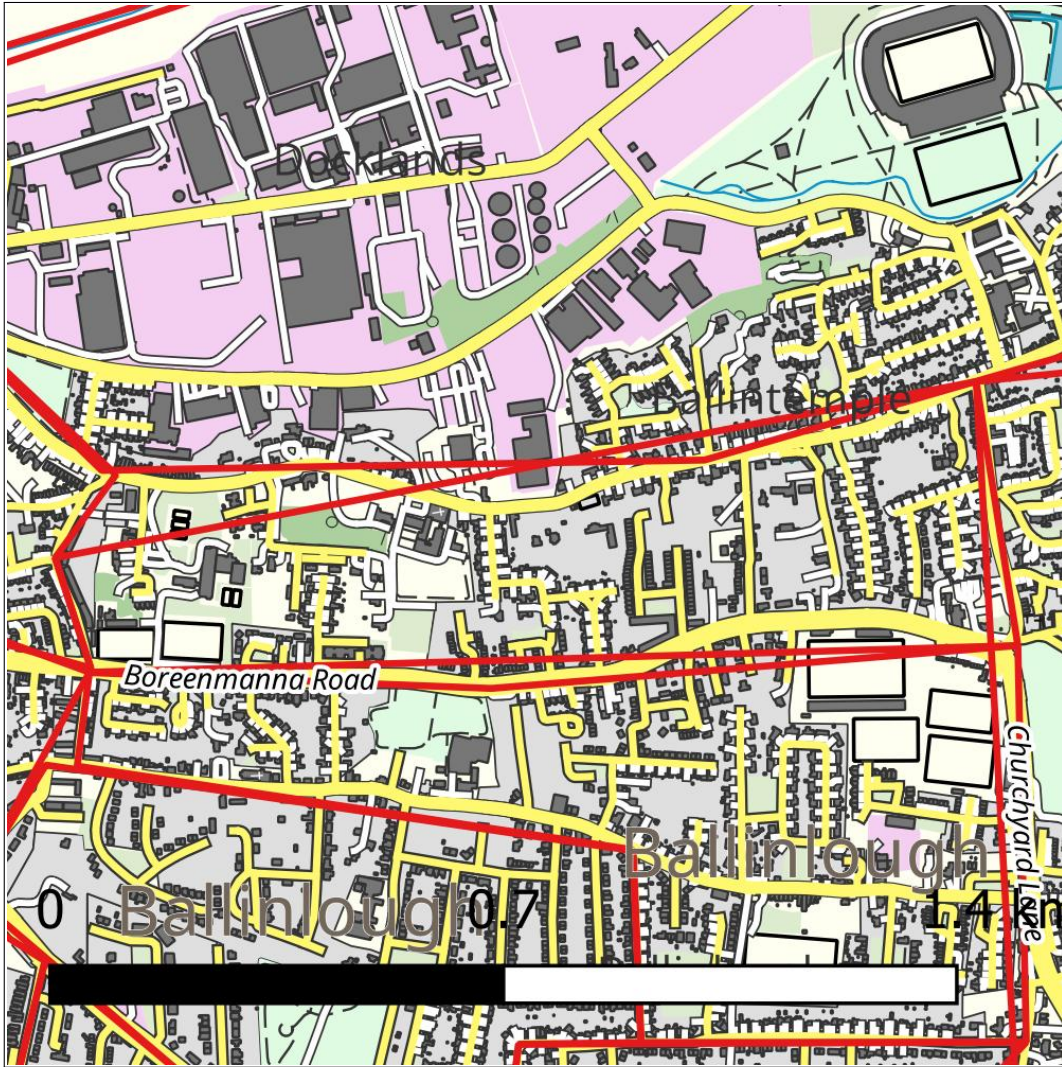 Docklands
Ballintemple
Boreenmanna Road
Churchyard Lane
Ballinlough
Ballinlough
0 0.7 1.4 km